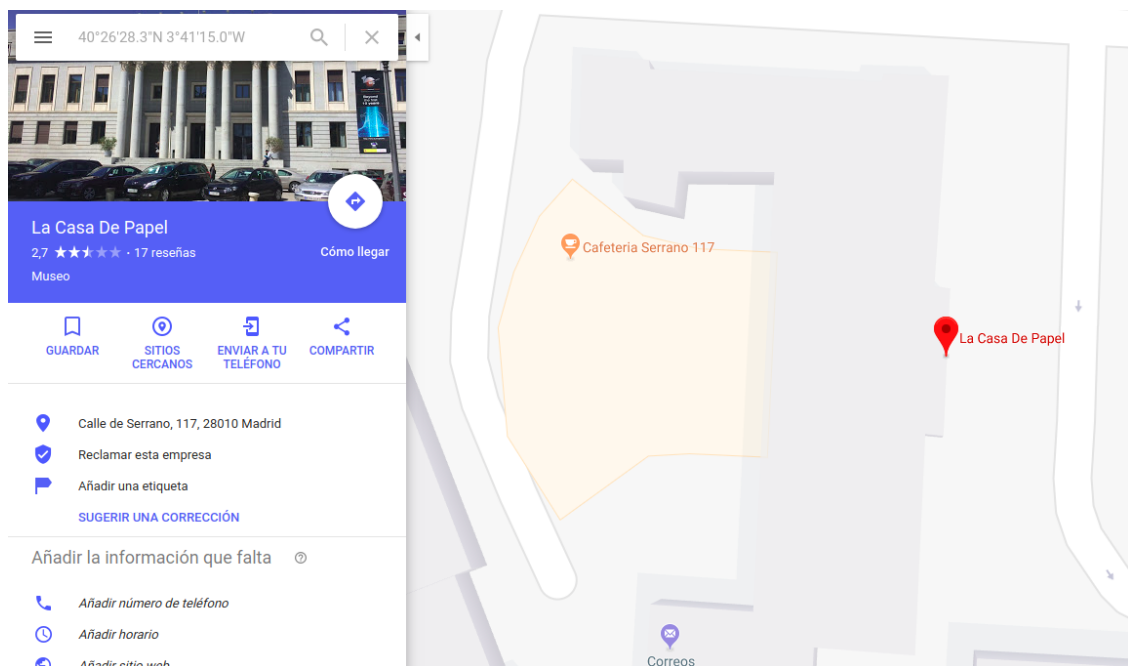 40°26'28.3"N 3°41'15.0"W
La Casa De Papel
2,7 · 17 reseñas
Cómo llegar
Museo
GUARDAR
SITIOS
CERCANOS
ENVIAR A TU
TELÉFONO
COMPARTIR
Calle de Serrano, 117, 28010 Madrid
Reclamar esta empresa
Añadir una etiqueta
SUGERIR UNA CORRECCIÓN
Añadir la información que falta
Añadir número de teléfono
Añadir horario
Añadir sitio web
Cafeteria Serrano 117
La Casa De Papel
Correos